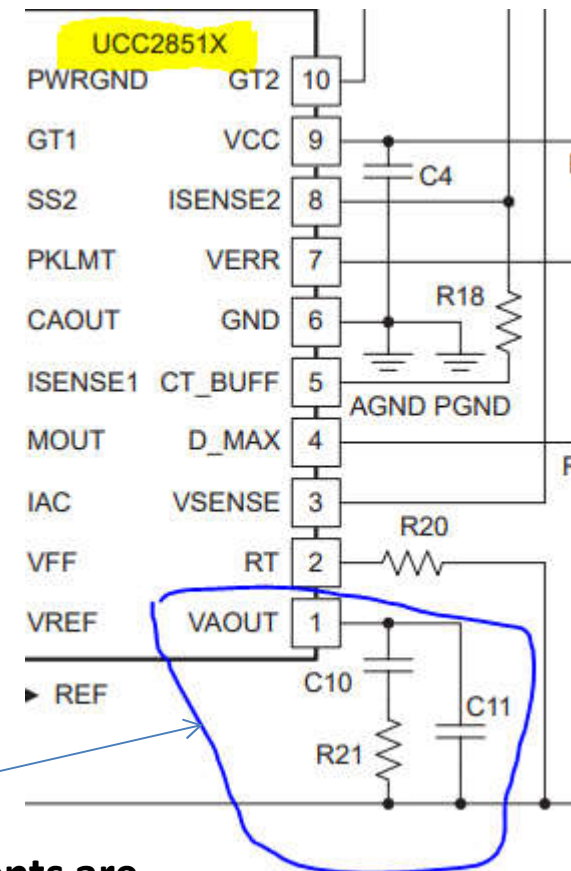 UCC2851X
PWRGND GT2 10
GT1 VCC 9
C4
SS2 ISENSE2 8
PKLMT VERR 7
R18
CAOUT GND 6
ISENSE1 CT_BUFF 5
AGND PGND
MOUT D_MAX 4
IAC VSENSE 3
R20
VFF RT 2
VREF VAOUT 1
REF
C10
C11
R21